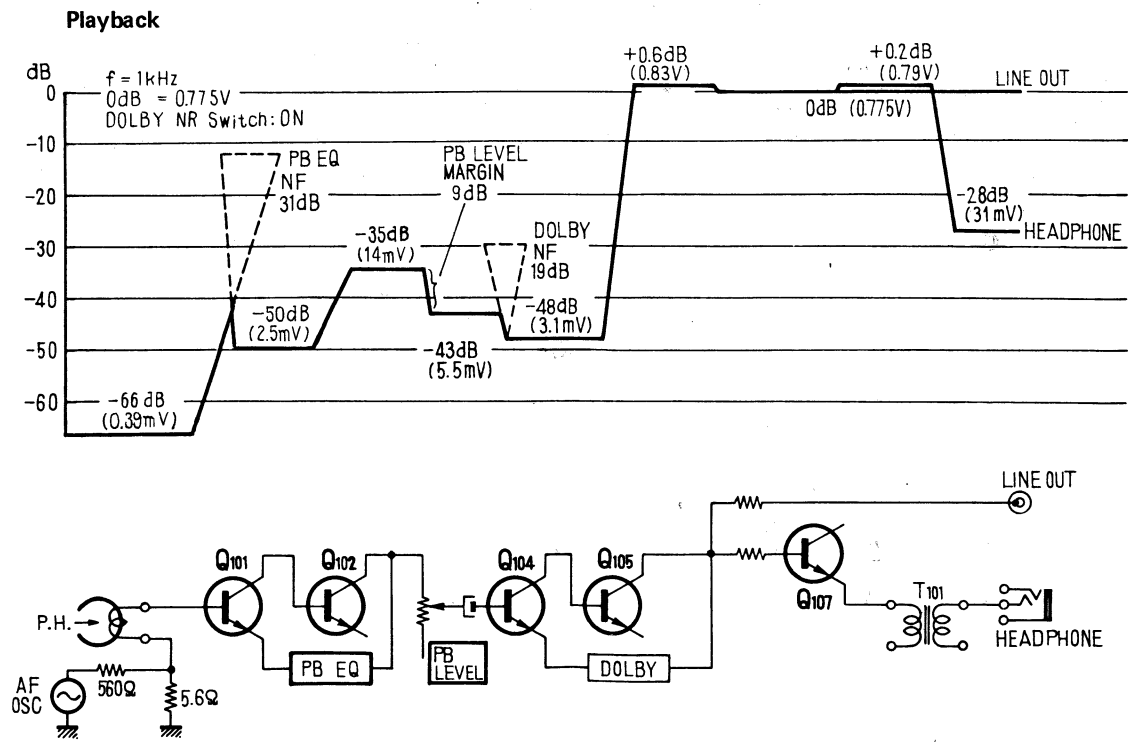 Playback
dB
f = 1kHz
0dB = 0.775V
DOLBY NR Switch: ON
+0.6dB
(0.83V)
+0.2dB
(0.79V)
LINE OUT
0dB (0.775V)
0
-10
-20
-30
-40
-50
-60
PB EQ
NF
31dB
PB LEVEL
MARGIN
9dB
-35dB
(14mV)
DOLBY
NF
19dB
-28dB
(31mV)
HEADPHONE
-50dB
(2.5mV)
-48dB
(3.1mV)
-43dB
(5.5mV)
-66dB
(0.39mV)
LINE OUT
Q101
Q102
Q104
Q105
Q107
T101
HEADPHONE
P.H.
PB EQ
PB
LEVEL
DOLBY
AF
OSC
560Ω
5.6Ω